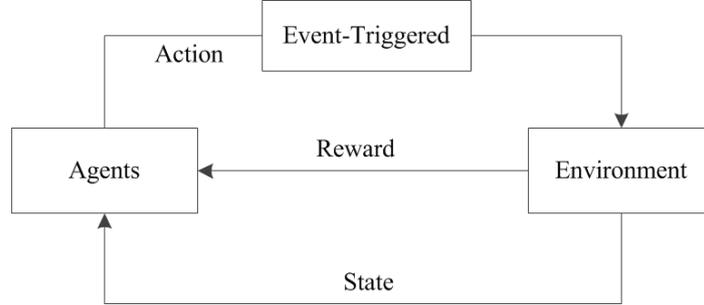 Event-Triggered
Action
Reward
Agents
Environment
State